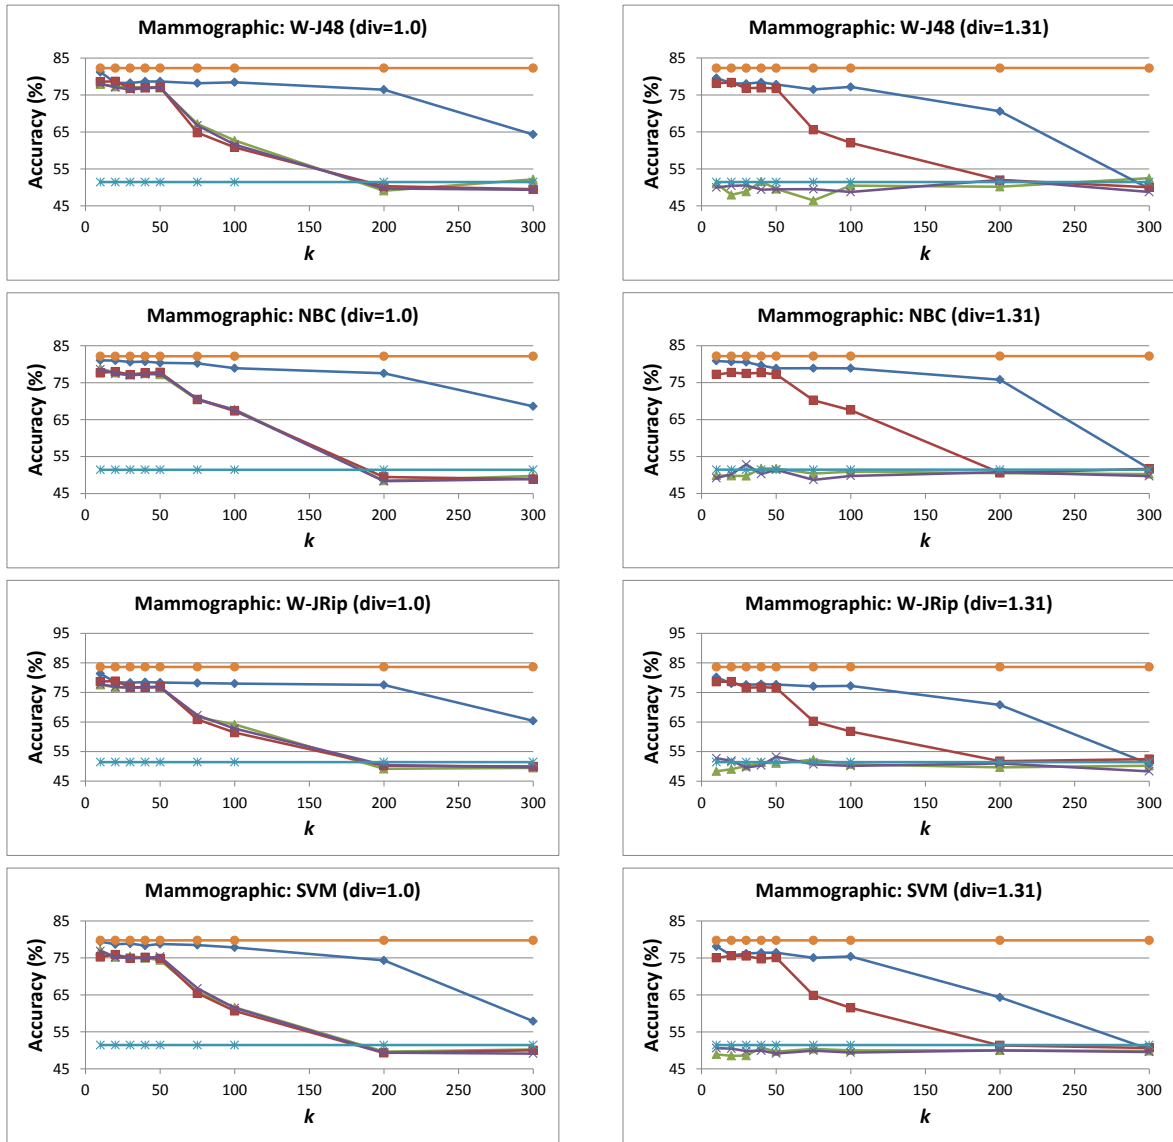 Mammographic: W-J48 (div=1.0)
Accuracy (%)
85
75
65
55
45
0 50 100 150 200 250 300
k
Mammographic: W-J48 (div=1.31)
Accuracy (%)
85
75
65
55
45
0 50 100 150 200 250 300
k
Mammographic: NBC (div=1.0)
Accuracy (%)
85
75
65
55
45
0 50 100 150 200 250 300
k
Mammographic: NBC (div=1.31)
Accuracy (%)
85
75
65
55
45
0 50 100 150 200 250 300
k
Mammographic: W-JRip (div=1.0)
Accuracy (%)
95
85
75
65
55
45
0 50 100 150 200 250 300
k
Mammographic: W-JRip (div=1.31)
Accuracy (%)
95
85
75
65
55
45
0 50 100 150 200 250 300
k
Mammographic: SVM (div=1.0)
Accuracy (%)
85
75
65
55
45
0 50 100 150 200 250 300
k
Mammographic: SVM (div=1.31)
Accuracy (%)
85
75
65
55
45
0 50 100 150 200 250 300
k